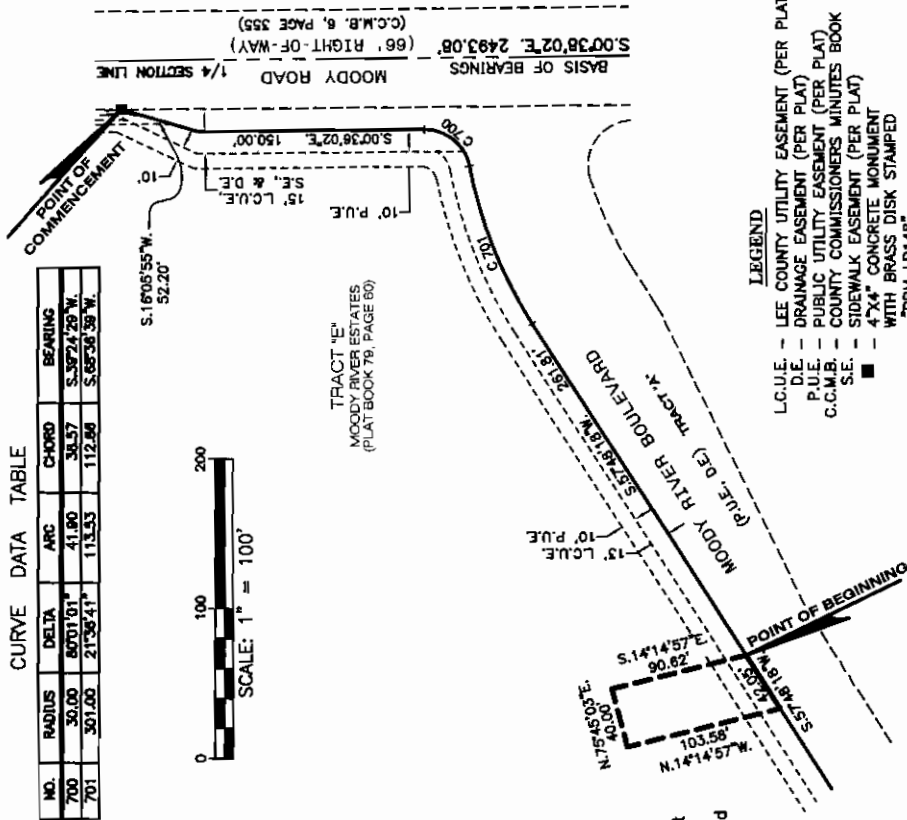 CURVE DATA TABLE
NO. RADIUS DELTA ARC CHORD BEARING
700 30.00 80°01'01" 41.90 38.57 S.39°24'29"W.
701 301.00 21°36'41" 113.53 112.86 S.68°36'39"W.
SCALE: 1" = 100'
0 100 200
POINT OF
COMMENCEMENT
S.16°05'55"W.
52.20'
10'
1/4 SECTION LINE
MOODY ROAD
(66' RIGHT-OF-WAY)
(C.C.M.B. 6, PAGE 355)
BASIS OF BEARINGS
S.00°38'02"E. 2493.08'
S.00°36'02"E. 150.00'
15' L.C.U.E.,
S.E., & D.E.
10' P.U.E.
C 700
C 701
TRACT "E"
MOODY RIVER ESTATES
(PLAT BOOK 79, PAGE 60)
261.81'
S.57°48'18"W.
MOODY RIVER BOULEVARD
(P.U.E., D.E.) TRACT "A"
10' P.U.E.
13' L.C.U.E.
POINT OF BEGINNING
S.14°14'57"E.
90.62'
N.75°45'03"E.
40.00'
103.58'
N.14°14'57"W.
42.05'
S.57°48'18"W.
LEGEND
L.C.U.E. - LEE COUNTY UTILITY EASEMENT (PER PLAT
D.E. - DRAINAGE EASEMENT (PER PLAT)
P.U.E. - PUBLIC UTILITY EASEMENT (PER PLAT)
C.C.M.B. - COUNTY COMMISSIONERS MINUTES BOOK
S.E. - SIDEWALK EASEMENT (PER PLAT)
■ - 4"X4" CONCRETE MONUMENT
WITH BRASS DISK STAMPED